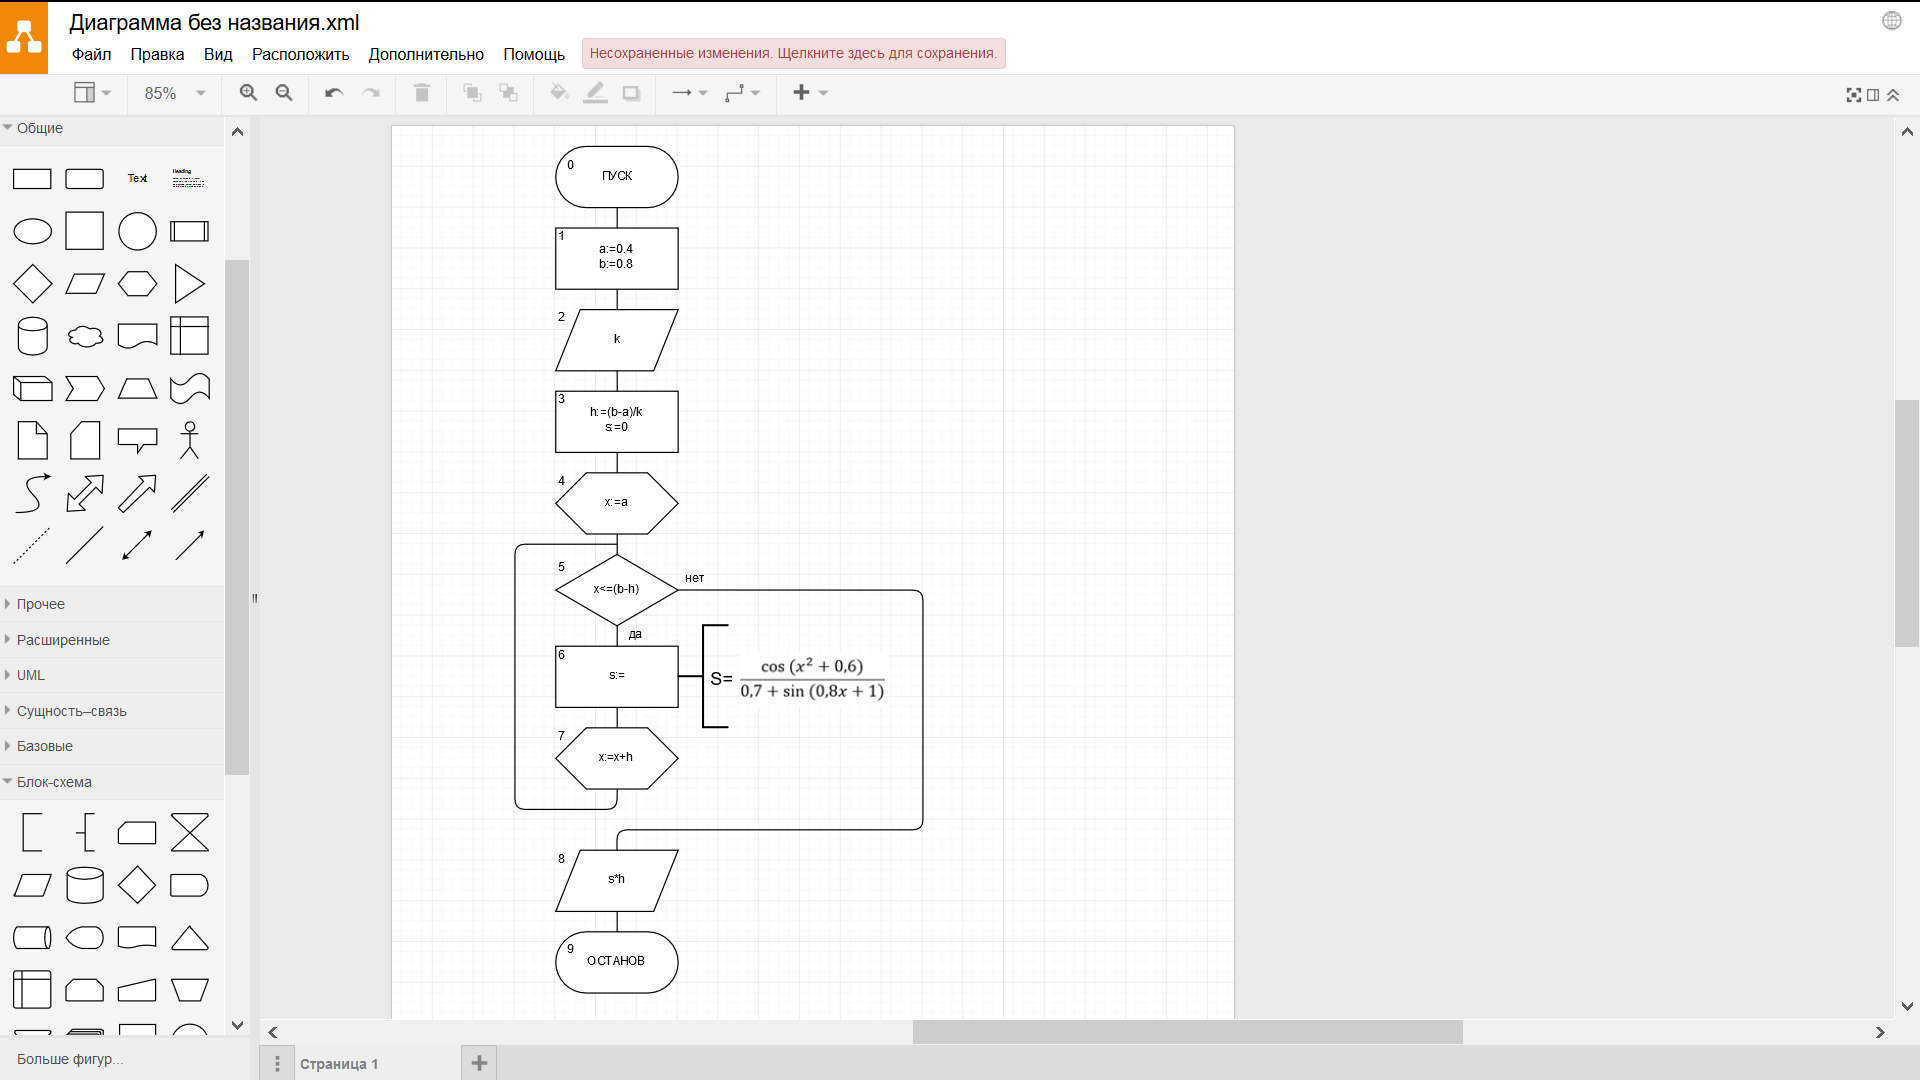 Диаграмма без названия.xml
Файл Правка Вид Расположить Дополнительно Помощь Несохраненные изменения. Щелкните здесь для сохранения.
85%
Общие
Text
Heading
Прочее
Расширенные
UML
Сущность–связь
Базовые
Блок-схема
Больше фигур...
0
ПУСК
1
a:=0.4
b:=0.8
2
k
3
h:=(b-a)/k
s:=0
4
x:=a
5
x<=(b-h)
нет
да
6
s:=
S= cos (x² + 0,6)
0,7 + sin (0,8x + 1)
7
x:=x+h
8
s*h
9
ОСТАНОВ
Страница 1